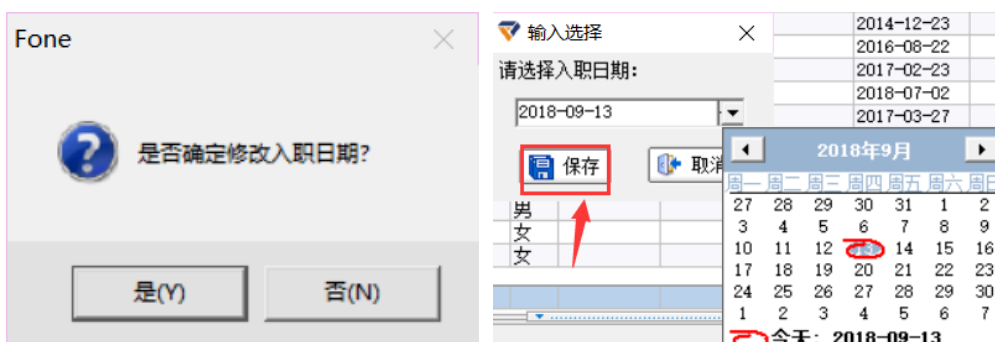 Fone
是否确定修改入职日期?
是(Y)
否(N)
输入选择
请选择入职日期:
2018-09-13
保存
取消
2014-12-23
2016-08-22
2017-02-23
2018-07-02
2017-03-27
男
女
女
2018年9月
周一 周二 周三 周四 周五 周六 周日
27 28 29 30 31 1 2
3 4 5 6 7 8 9
10 11 12 13 14 15 16
17 18 19 20 21 22 23
24 25 26 27 28 29 30
1 2 3 4 5 6 7
今天: 2018-09-13